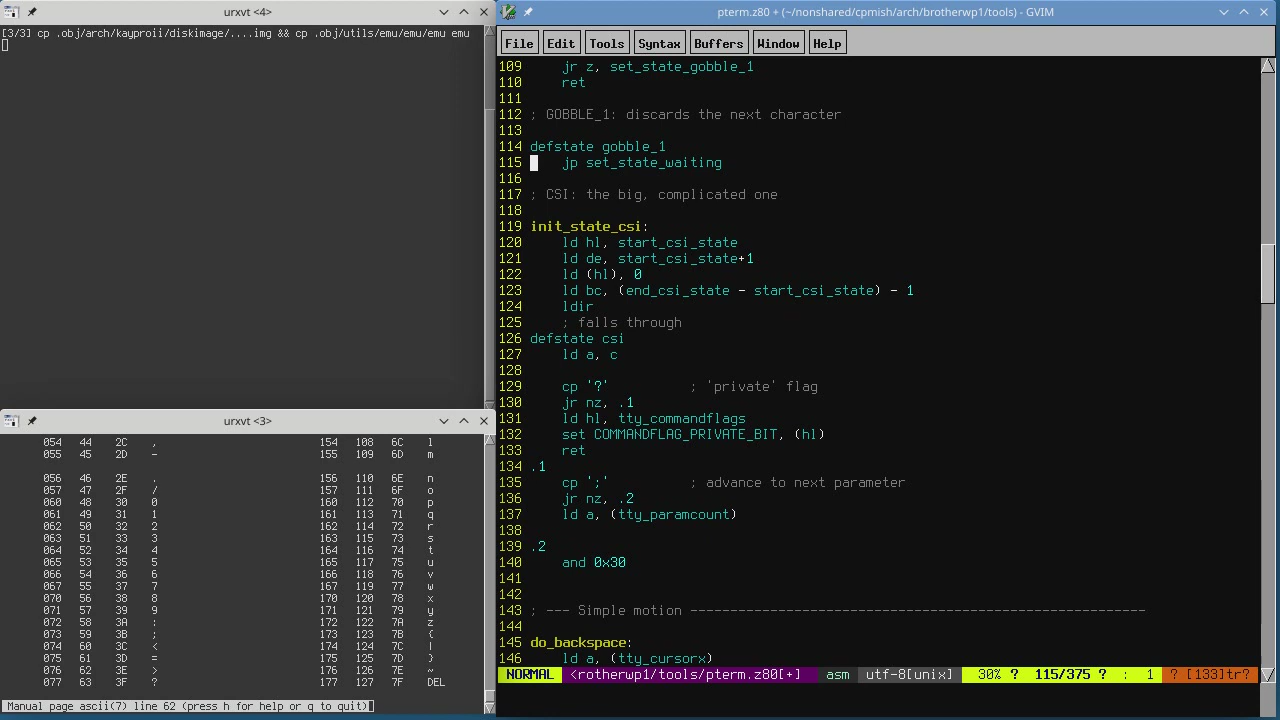 urxvt <4>
[3/3] cp .obj/arch/kayproii/diskimage/....img && cp .obj/utils/emu/emu/emu emu
urxvt <3>
054 44 2C , 154 108 6C l
055 45 2D - 155 109 6D m
056 46 2E . 156 110 6E n
057 47 2F / 157 111 6F o
060 48 30 0 160 112 70 p
061 49 31 1 161 113 71 q
062 50 32 2 162 114 72 r
063 51 33 3 163 115 73 s
064 52 34 4 164 116 74 t
065 53 35 5 165 117 75 u
066 54 36 6 166 118 76 v
067 55 37 7 167 119 77 w
070 56 38 8 170 120 78 x
071 57 39 9 171 121 79 y
072 58 3A : 172 122 7A z
073 59 3B ; 173 123 7B {
074 60 3C < 174 124 7C |
075 61 3D = 175 125 7D }
076 62 3E > 176 126 7E ~
077 63 3F ? 177 127 7F DEL
Manual page ascii(7) line 62 (press h for help or q to quit)
pterm.z80 + (~/nonshared/cpmish/arch/brotherwp1/tools) - GVIM
File Edit Tools Syntax Buffers Window Help
109     jr z, set_state_gobble_1
110     ret
111
112 ; GOBBLE_1: discards the next character
113
114 defstate gobble_1
115     jp set_state_waiting
116
117 ; CSI: the big, complicated one
118
119 init_state_csi:
120     ld hl, start_csi_state
121     ld de, start_csi_state+1
122     ld (hl), 0
123     ld bc, (end_csi_state - start_csi_state) - 1
124     ldir
125     ; falls through
126 defstate csi
127     ld a, c
128
129     cp '?'          ; 'private' flag
130     jr nz, .1
131     ld hl, tty_commandflags
132     set COMMANDFLAG_PRIVATE_BIT, (hl)
133     ret
134 .1
135     cp ';'          ; advance to next parameter
136     jr nz, .2
137     ld a, (tty_paramcount)
138
139 .2
140     and 0x30
141
142
143 ; --- Simple motion ---------------------------------------------------------
144
145 do_backspace:
146     ld a, (tty_cursorx)
NORMAL <rotherwp1/tools/pterm.z80[+] asm utf-8[unix] 30% ? 115/375 ? : 1 ? [133]tr?